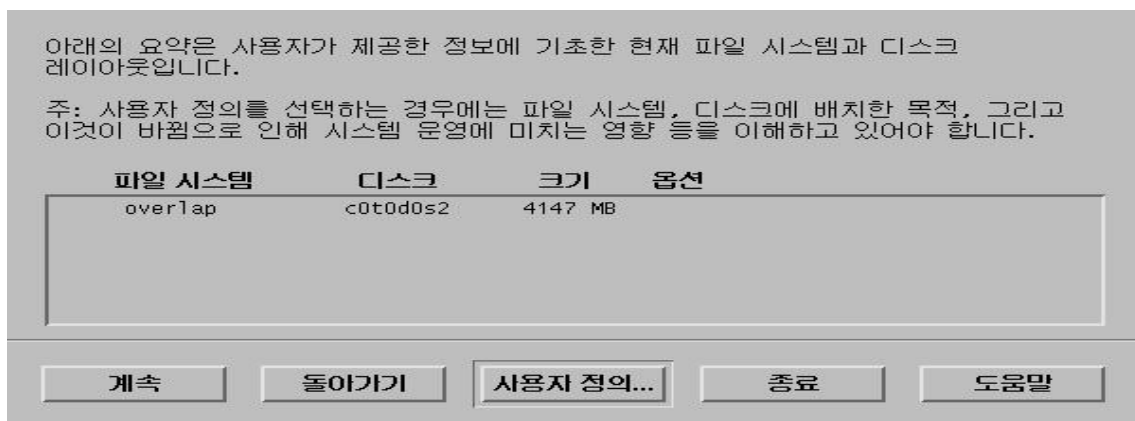 아래의 요약은 사용자가 제공한 정보에 기초한 현재 파일 시스템과 디스크
레이아웃입니다.
주: 사용자 정의를 선택하는 경우에는 파일 시스템, 디스크에 배치한 목적, 그리고
이것이 바뀜으로 인해 시스템 운영에 미치는 영향 등을 이해하고 있어야 합니다.
파일 시스템 디스크 크기 옵션
overlap c0t0d0s2 4147 MB
계속 돌아가기 사용자 정의... 종료 도움말